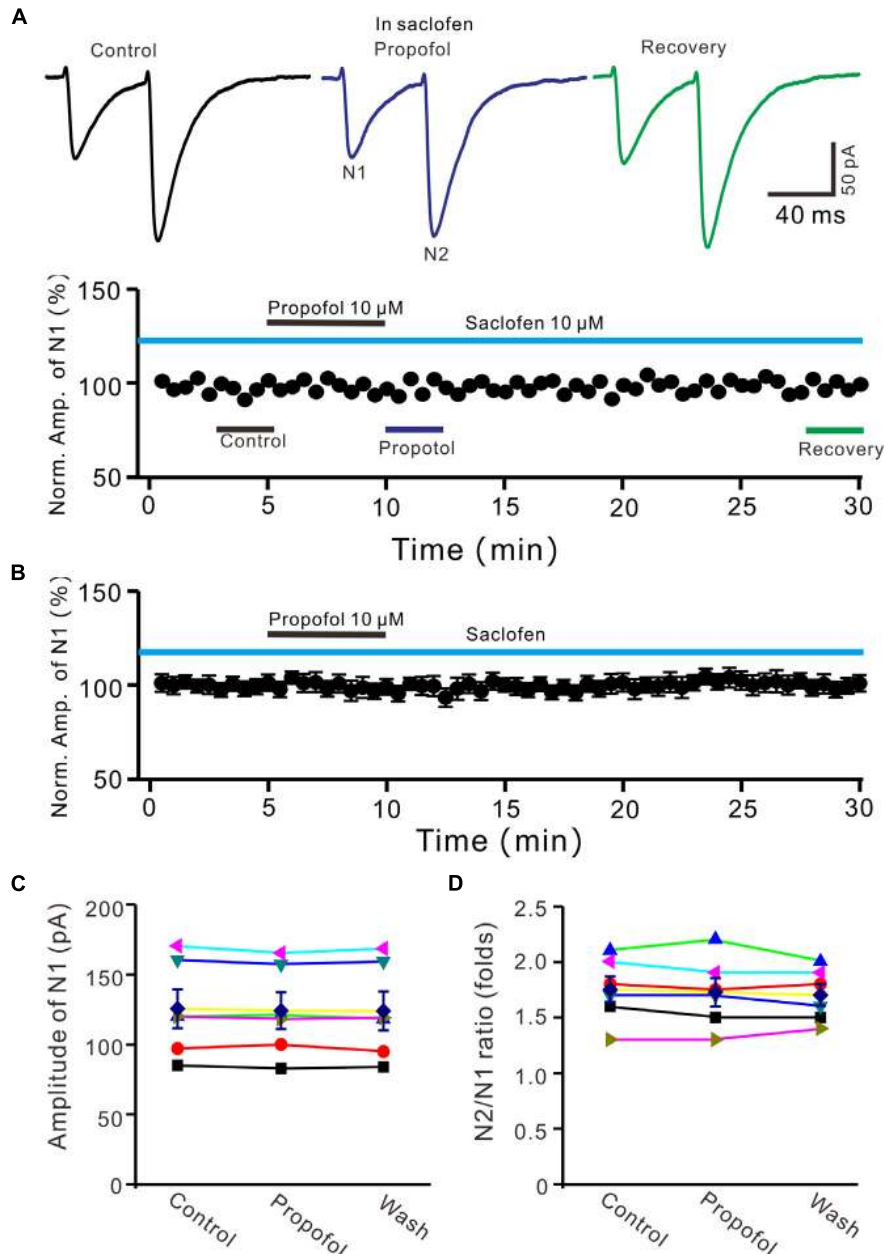 A
Control
In saclofen
Propofol
Recovery
N1
N2
50 pA
40 ms
Norm. Amp. of N1 (%)
150
100
50
Propofol 10 µM
Saclofen 10 µM
Control
Propotol
Recovery
0 5 10 15 20 25 30
Time (min)
B
Norm. Amp. of N1 (%)
150
100
50
Propofol 10 µM
Saclofen
0 5 10 15 20 25 30
Time (min)
C
Amplitude of N1 (pA)
200
150
100
50
0
Control
Propofol
Wash
D
N2/N1 ratio (folds)
2.5
2.0
1.5
1.0
0.5
0
Control
Propofol
Wash